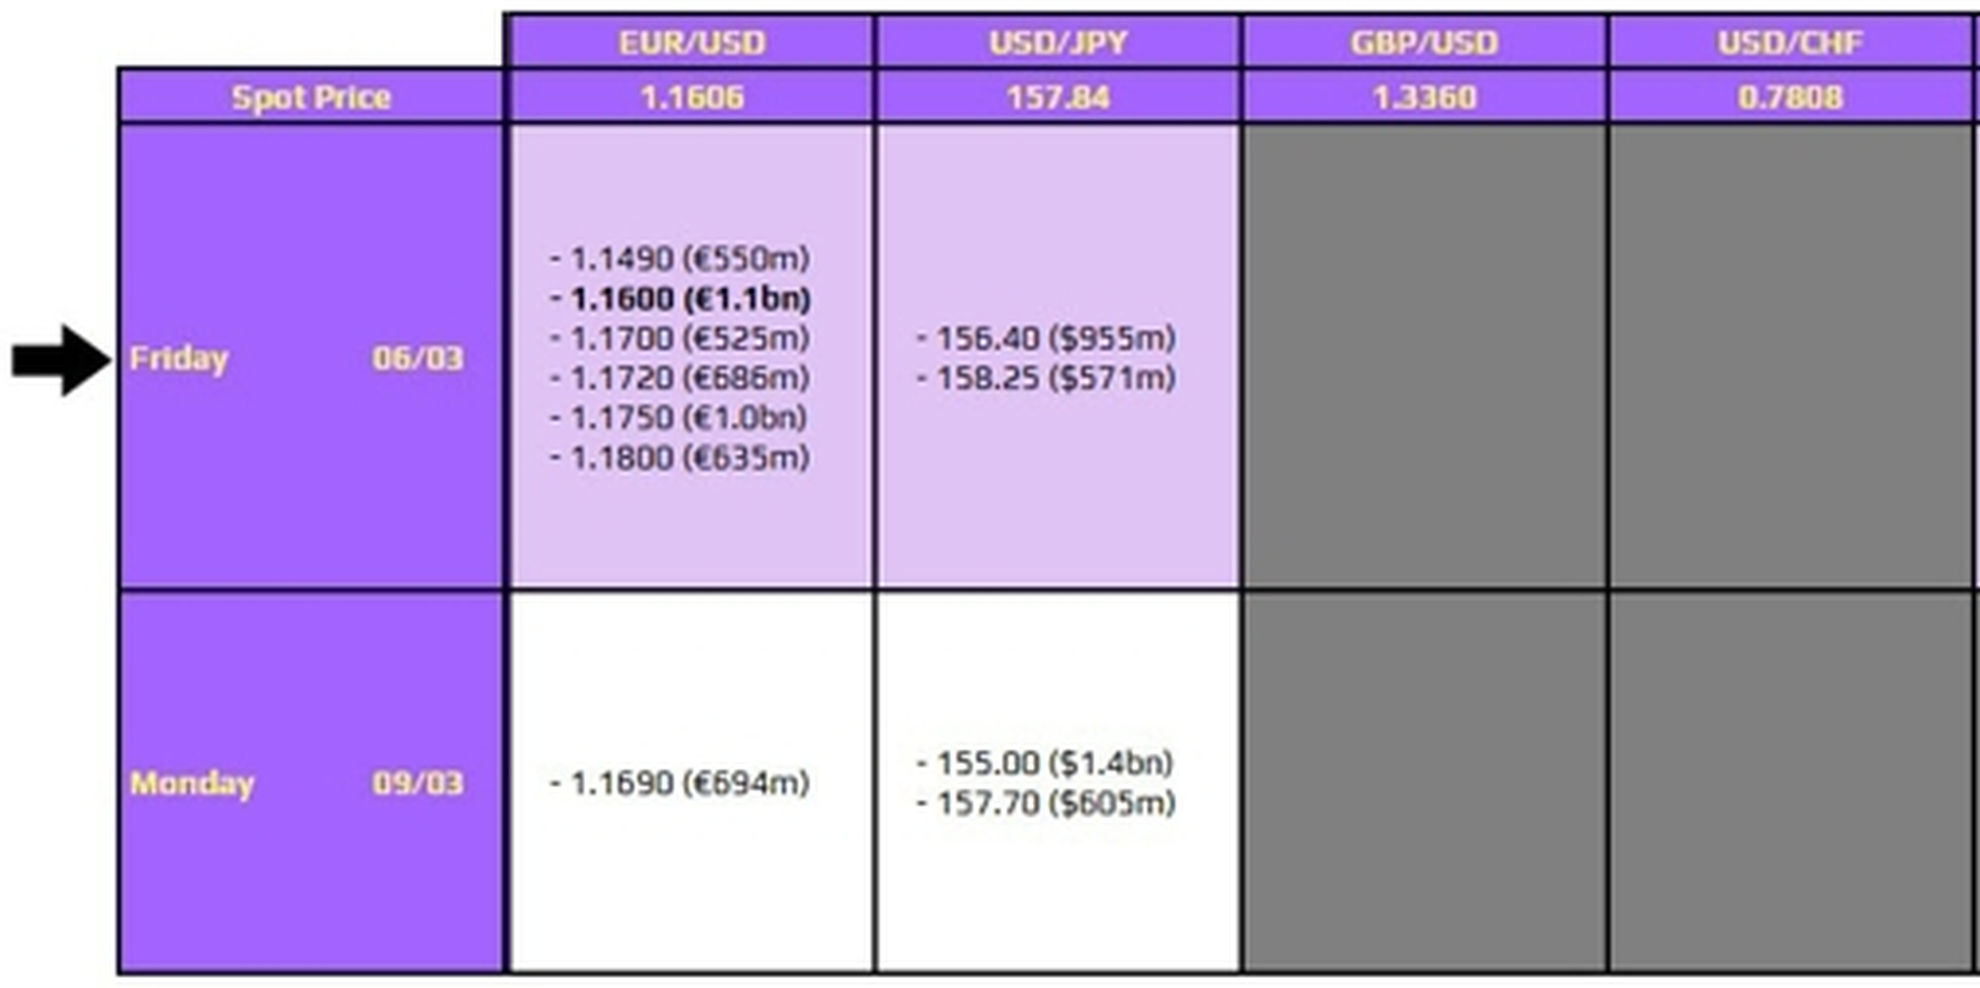 EUR/USD USD/JPY GBP/USD USD/CHF
Spot Price 1.1606 157.84 1.3360 0.7808
Friday 06/03
- 1.1490 (€550m)
- 1.1600 (€1.1bn)
- 1.1700 (€525m)
- 1.1720 (€686m)
- 1.1750 (€1.0bn)
- 1.1800 (€635m)
- 156.40 ($955m)
- 158.25 ($571m)
Monday 09/03
- 1.1690 (€694m)
- 155.00 ($1.4bn)
- 157.70 ($605m)